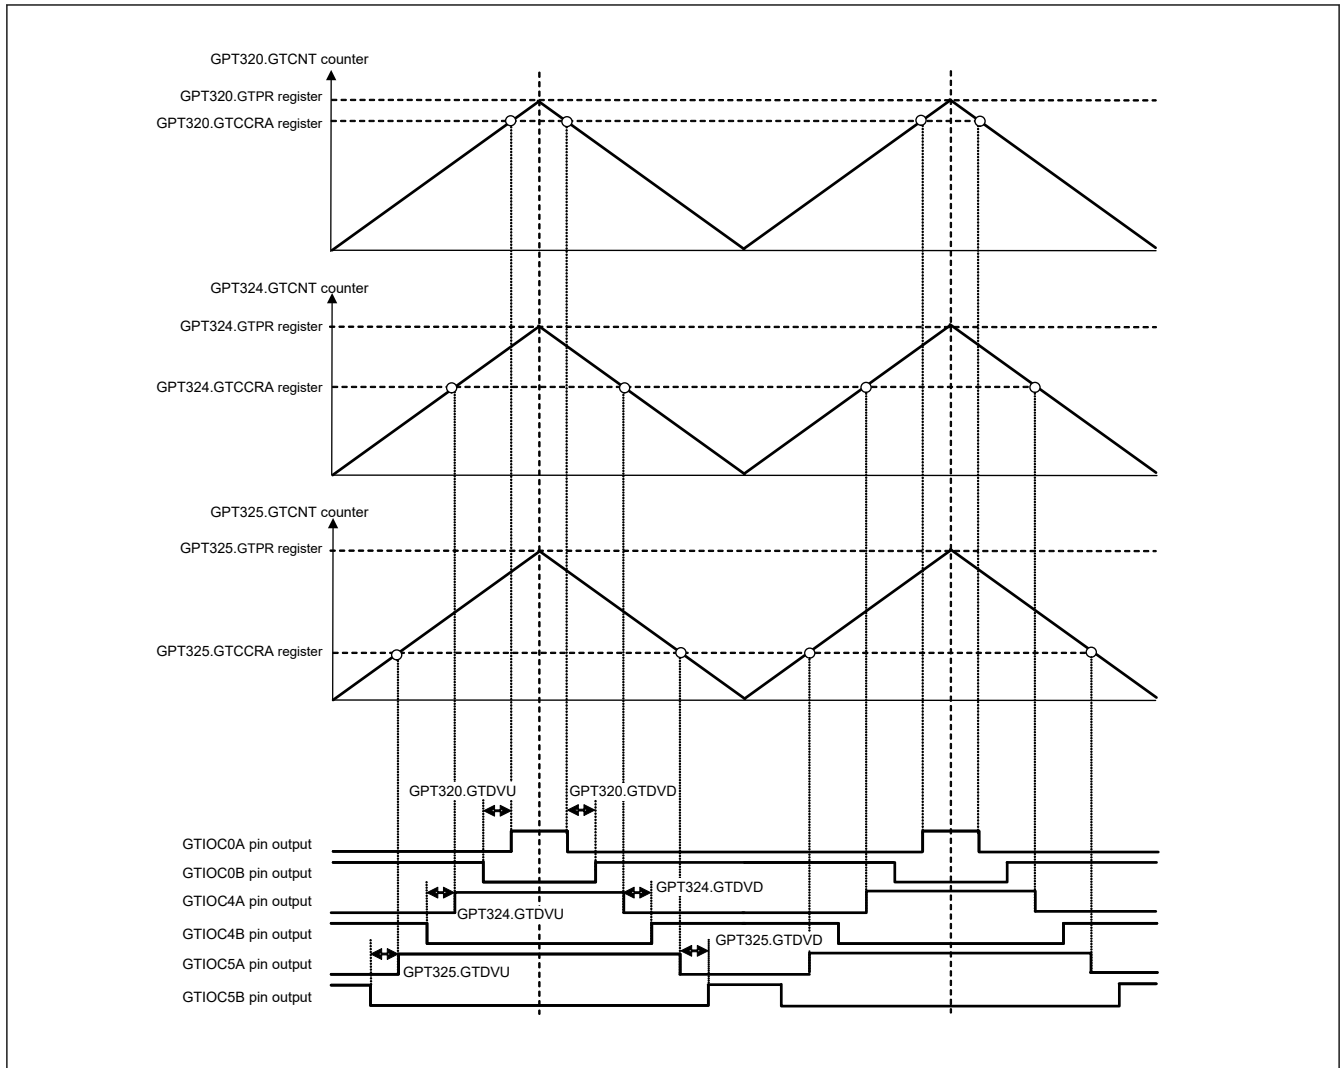 GPT320.GTCNT counter
GPT320.GTPR register
GPT320.GTCCRA register
GPT324.GTCNT counter
GPT324.GTPR register
GPT324.GTCCRA register
GPT325.GTCNT counter
GPT325.GTPR register
GPT325.GTCCRA register
GPT320.GTDVU
GPT320.GTDVD
GTIOC0A pin output
GTIOC0B pin output
GPT324.GTDVD
GTIOC4A pin output
GPT324.GTDVU
GTIOC4B pin output
GPT325.GTDVD
GTIOC5A pin output
GPT325.GTDVU
GTIOC5B pin output